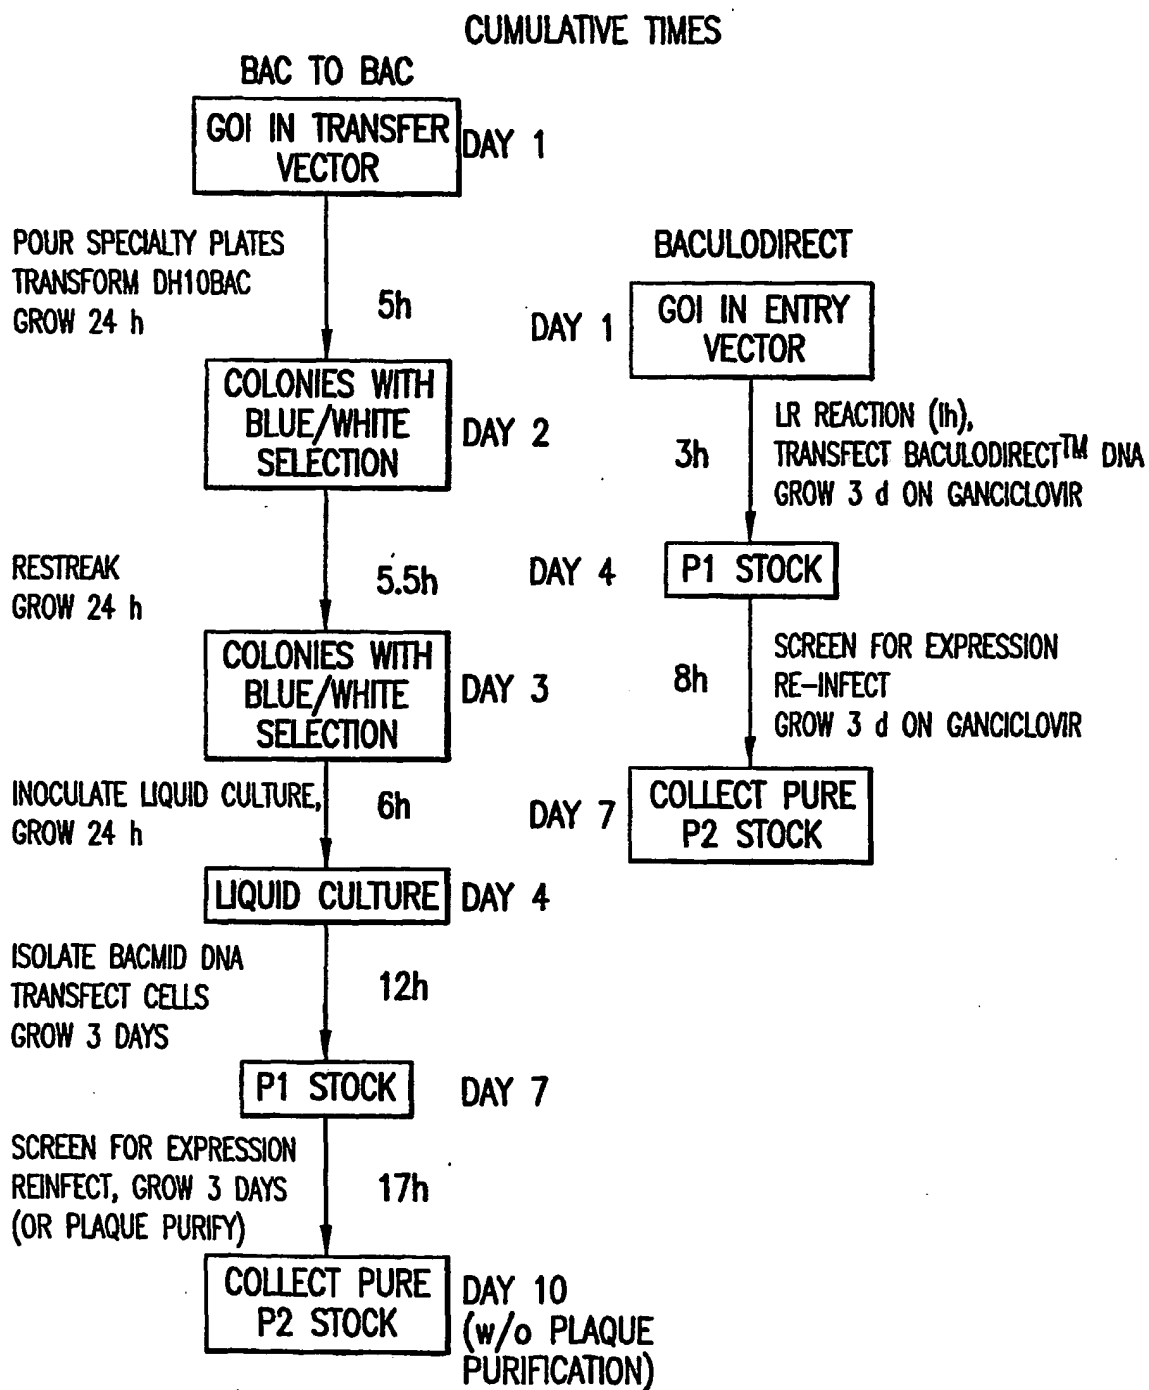 CUMULATIVE TIMES
BAC TO BAC
GOI IN TRANSFER
VECTOR
DAY 1
POUR SPECIALTY PLATES
TRANSFORM DH10BAC
GROW 24 h
5h
COLONIES WITH
BLUE/WHITE
SELECTION
DAY 2
RESTREAK
GROW 24 h
5.5h
COLONIES WITH
BLUE/WHITE
SELECTION
DAY 3
INOCULATE LIQUID CULTURE,
GROW 24 h
6h
LIQUID CULTURE
DAY 4
ISOLATE BACMID DNA
TRANSFECT CELLS
GROW 3 DAYS
12h
P1 STOCK
DAY 7
SCREEN FOR EXPRESSION
REINFECT, GROW 3 DAYS
(OR PLAQUE PURIFY)
17h
COLLECT PURE
P2 STOCK
DAY 10
(w/o PLAQUE
PURIFICATION)
BACULODIRECT
DAY 1
GOI IN ENTRY
VECTOR
3h
LR REACTION (1h),
TRANSFECT BACULODIRECT™ DNA
GROW 3 d ON GANCICLOVIR
DAY 4
P1 STOCK
8h
SCREEN FOR EXPRESSION
RE-INFECT
GROW 3 d ON GANCICLOVIR
DAY 7
COLLECT PURE
P2 STOCK